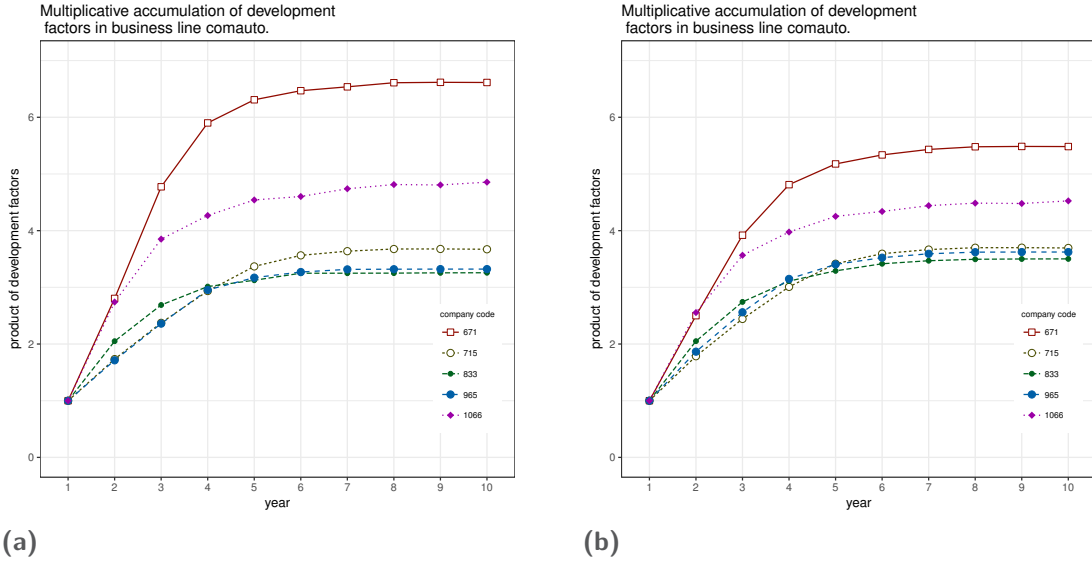 Multiplicative accumulation of development
factors in business line comauto.
product of development factors
6
4
2
0
company code
671
715
833
965
1066
1 2 3 4 5 6 7 8 9 10
year
(a)
Multiplicative accumulation of development
factors in business line comauto.
product of development factors
6
4
2
0
company code
671
715
833
965
1066
1 2 3 4 5 6 7 8 9 10
year
(b)